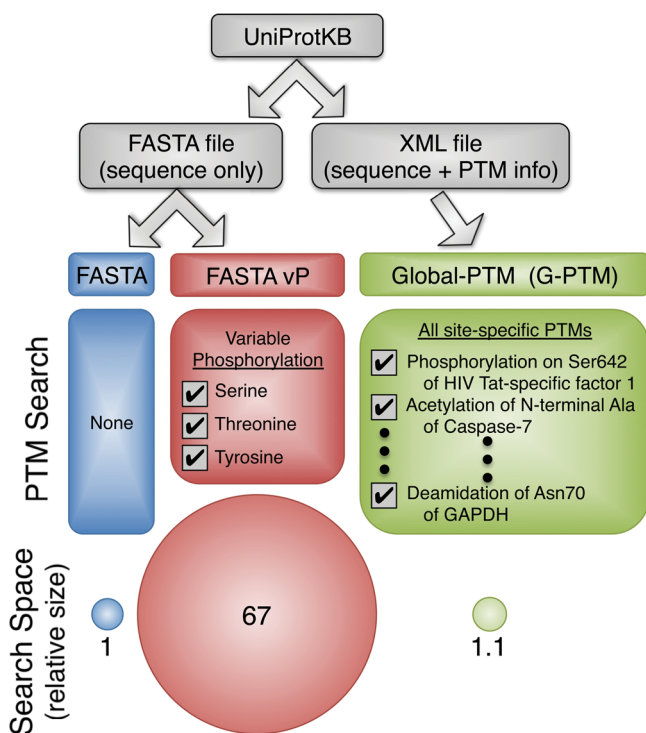 UniProtKB
FASTA file
(sequence only)
XML file
(sequence + PTM info)
FASTA
FASTA vP
Global-PTM (G-PTM)
PTM Search
None
Variable
Phosphorylation
Serine
Threonine
Tyrosine
All site-specific PTMs
Phosphorylation on Ser642
of HIV Tat-specific factor 1
Acetylation of N-terminal Ala
of Caspase-7
Deamidation of Asn70
of GAPDH
Search Space
(relative size)
1
67
1.1